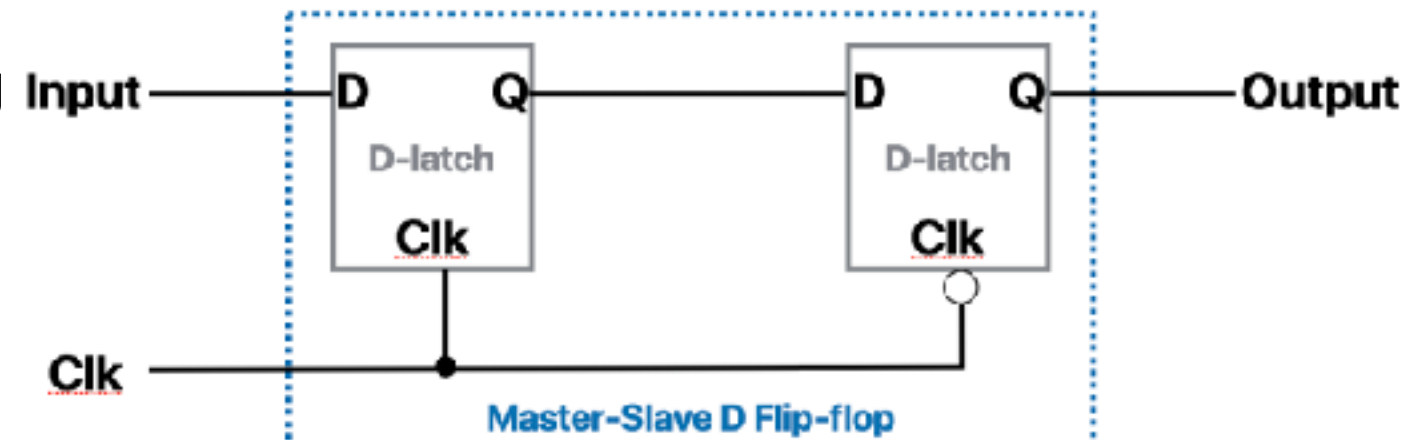 Input D Q D Q Output
D-latch D-latch
Clk Clk
Clk
Master-Slave D Flip-flop